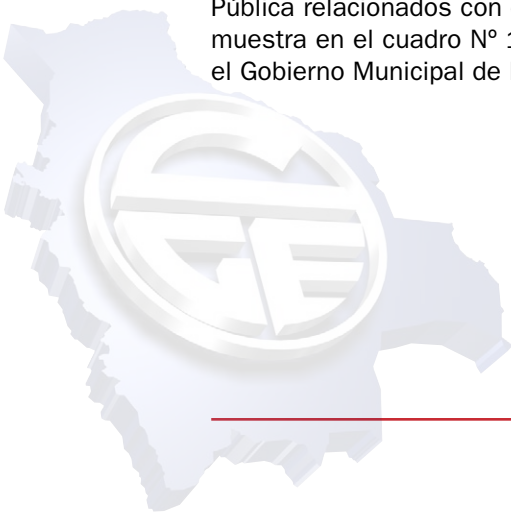 Pública relacionados con
muestra en el cuadro Nº 1
el Gobierno Municipal de